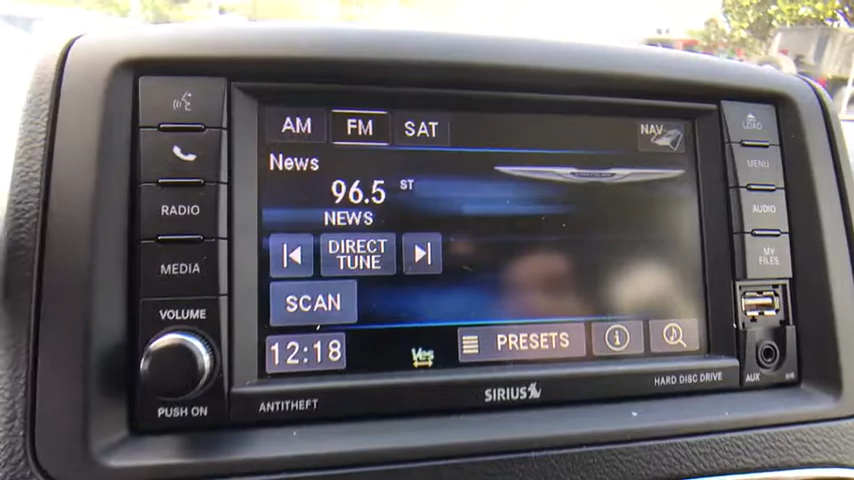 AM FM SAT NAV
News
96.5 ST
NEWS
DIRECT
TUNE
SCAN
12:18 Yes PRESETS
RADIO
MEDIA
VOLUME
PUSH ON
ANTITHEFT
SIRIUS
HARD DISC DRIVE
LOAD
MENU
AUDIO
MY
FILES
AUX